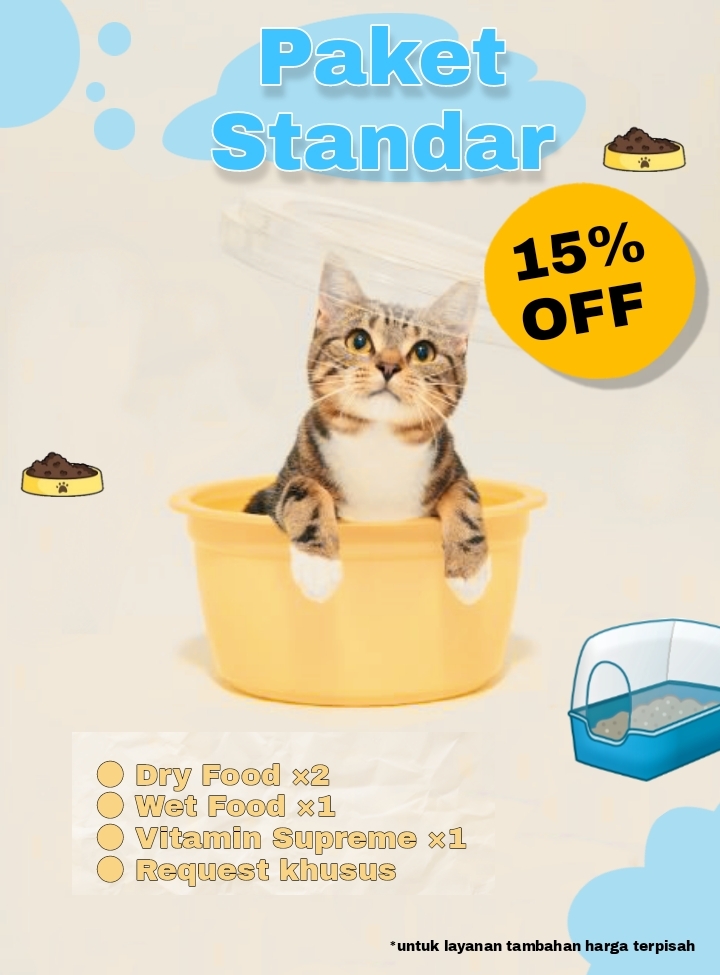 Paket
Standar
15%
OFF
Dry Food ×2
Wet Food ×1
Vitamin Supreme ×1
Request khusus
*untuk layanan tambahan harga terpisah